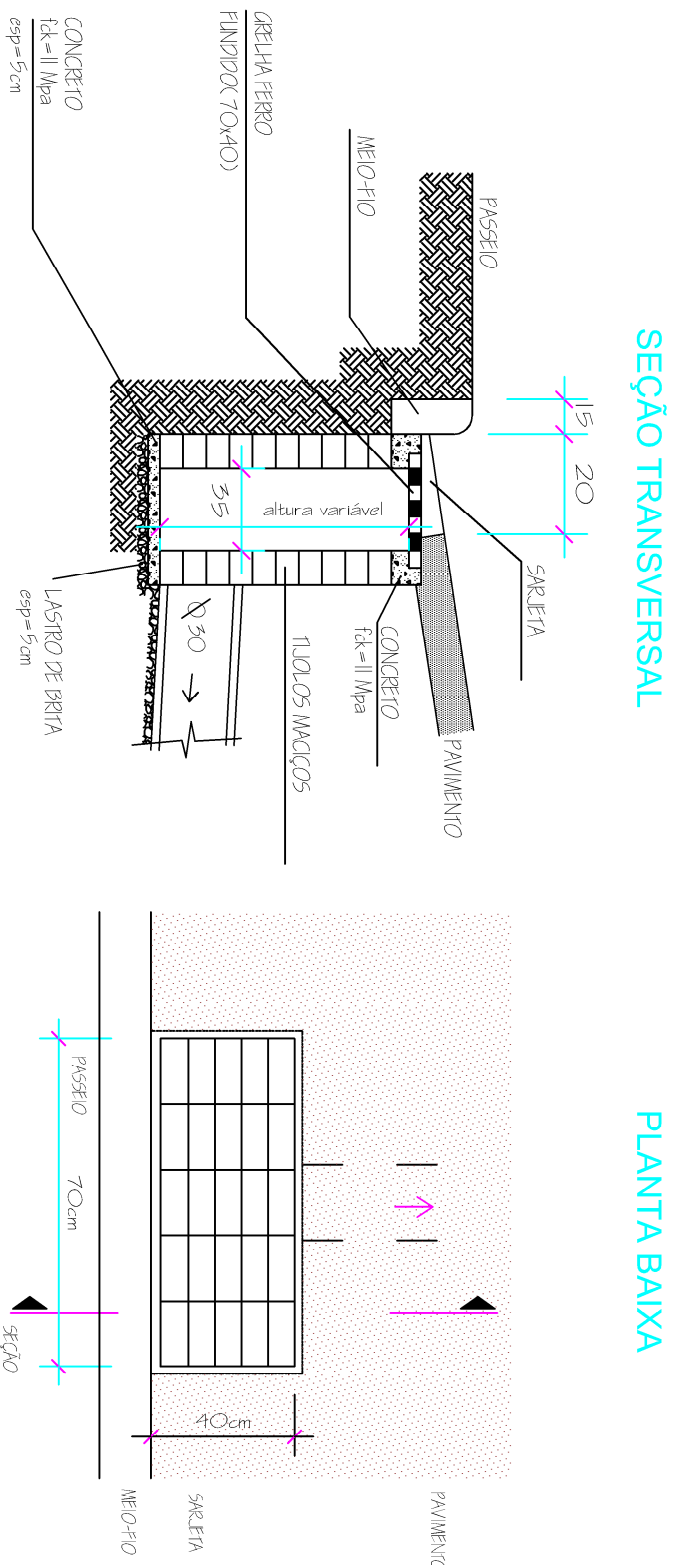 SEÇÃO TRANSVERSAL
15
20
PASSEIO
SARJETA
MEIO-FIO
PAVIMENTO
GRELHA FERRO
FUNDIDO(70x40)
CONCRETO
fck=11 Mpa
altura variável
35
TIJOLOS MACIÇOS
CONCRETO
fck=11 Mpa
esp=5cm
Ø30
LASTRO DE BRITA
esp=5cm
PLANTA BAIXA
PAVIMENTO
SARJETA
40cm
MEIO-FIO
PASSEIO
70cm
SEÇÃO